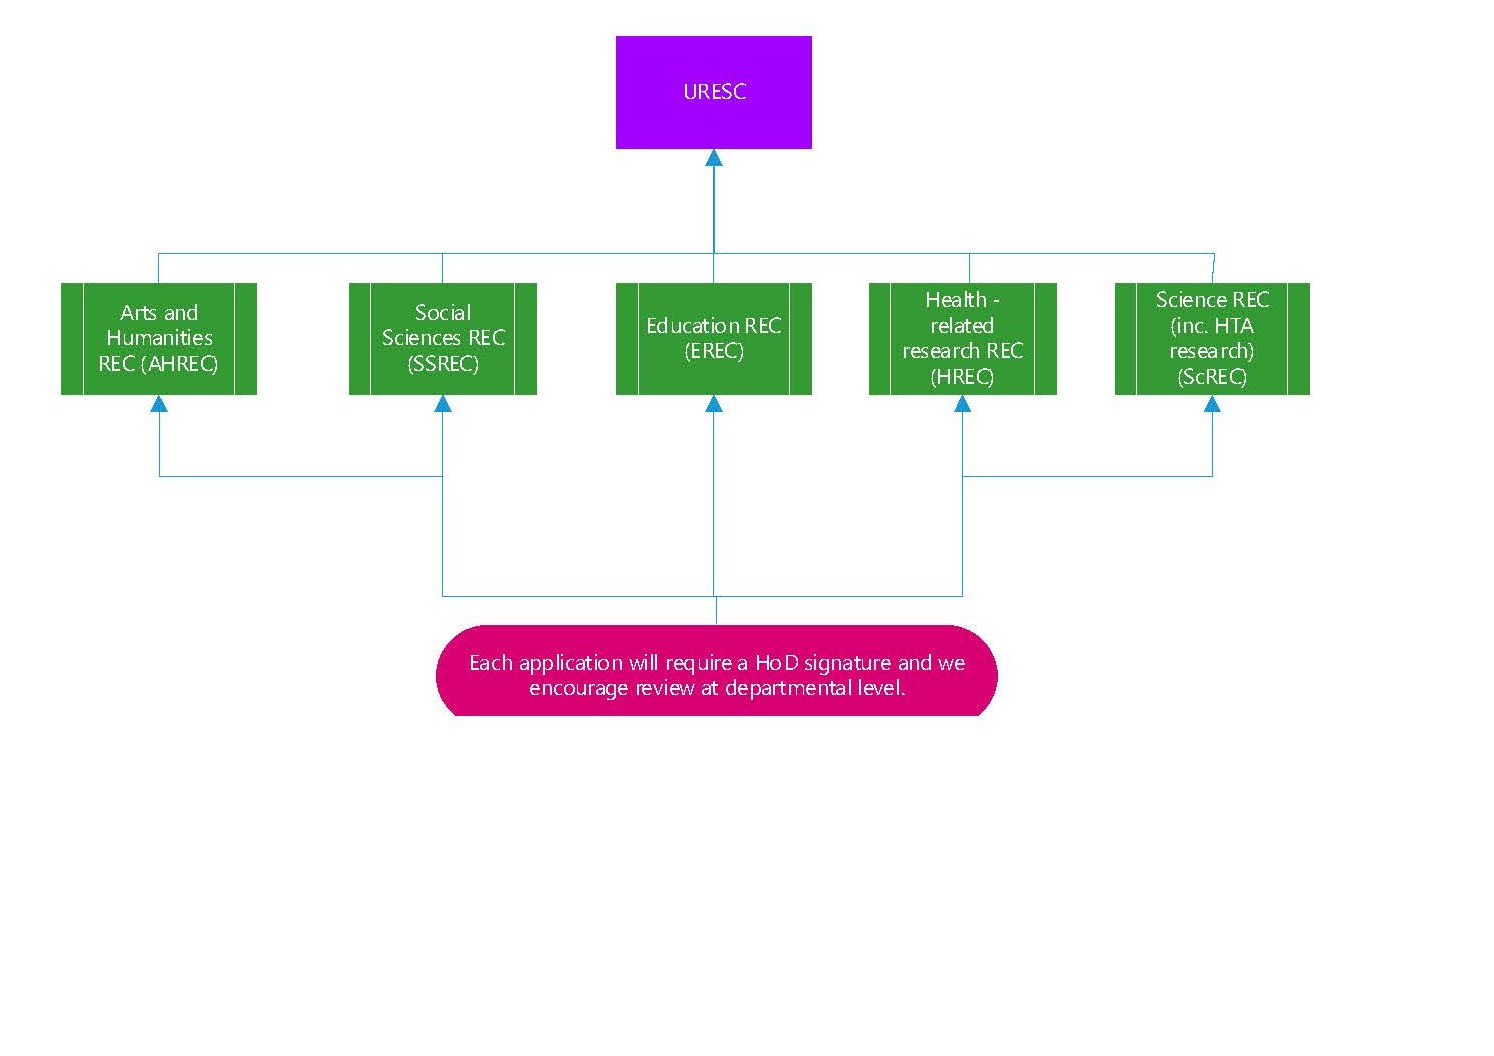 URESC
Arts and
Humanities
REC (AHREC)
Social
Sciences REC
(SSREC)
Education REC
(EREC)
Health -
related
research REC
(HREC)
Science REC
(inc. HTA
research)
(ScREC)
Each application will require a HoD signature and we
encourage review at departmental level.